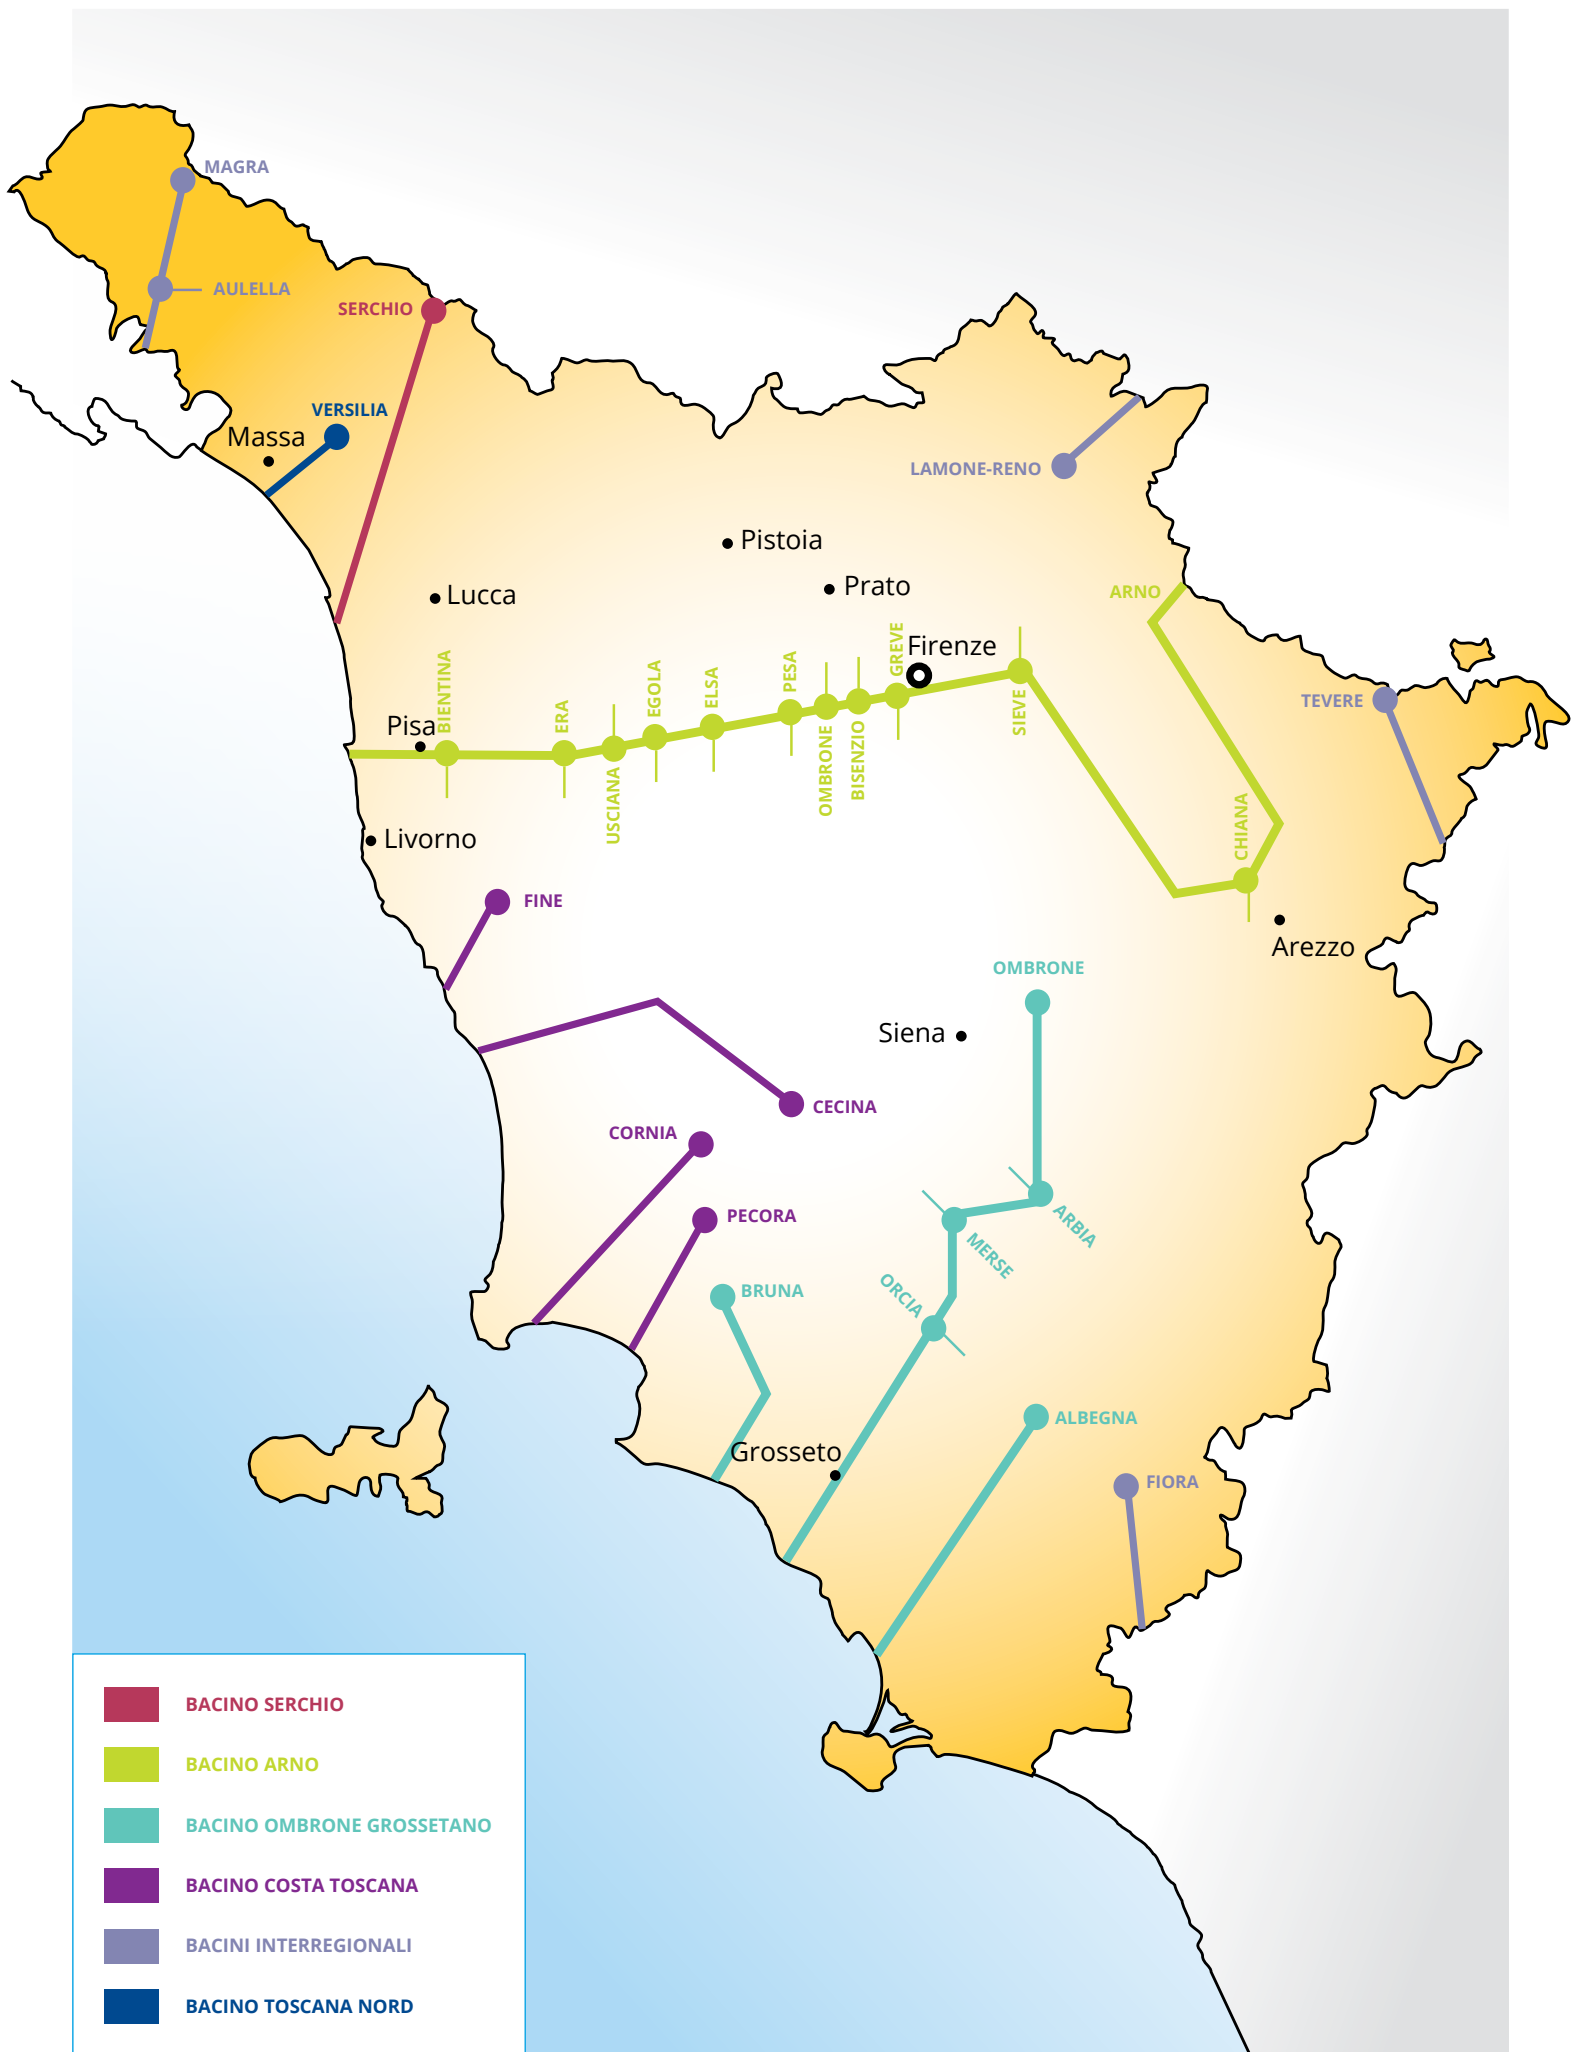 MAGRA
AULELLA
SERCHIO
VERSILIA
Massa
LAMONE-RENO
Pistoia
Prato
Lucca
ARNO
Firenze
GREVE
PESA
BIENTINA
EGOLA
ELSA
ERA
SIEVE
TEVERE
Pisa
OMBRONE
BISENZIO
USCIANA
CHIANA
Livorno
FINE
Arezzo
OMBRONE
Siena
CECINA
CORNIA
PECORA
ARBIA
MERSE
ORCIA
BRUNA
ALBEGNA
Grosseto
FIORA
BACINO SERCHIO
BACINO ARNO
BACINO OMBRONE GROSSETANO
BACINO COSTA TOSCANA
BACINI INTERREGIONALI
BACINO TOSCANA NORD